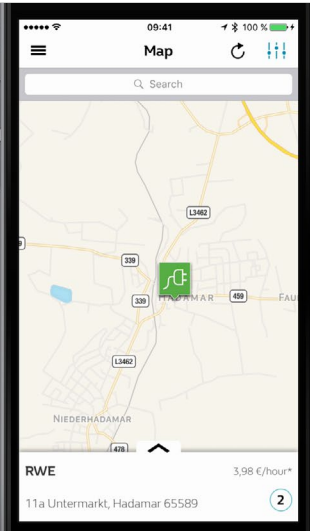 09:41
100 %
Map
Search
L3462
339
339
HADAMAR
459
FAU
L3462
NIEDERHADAMAR
478
RWE
3,98 €/hour*
11a Untermarkt, Hadamar 65589
2